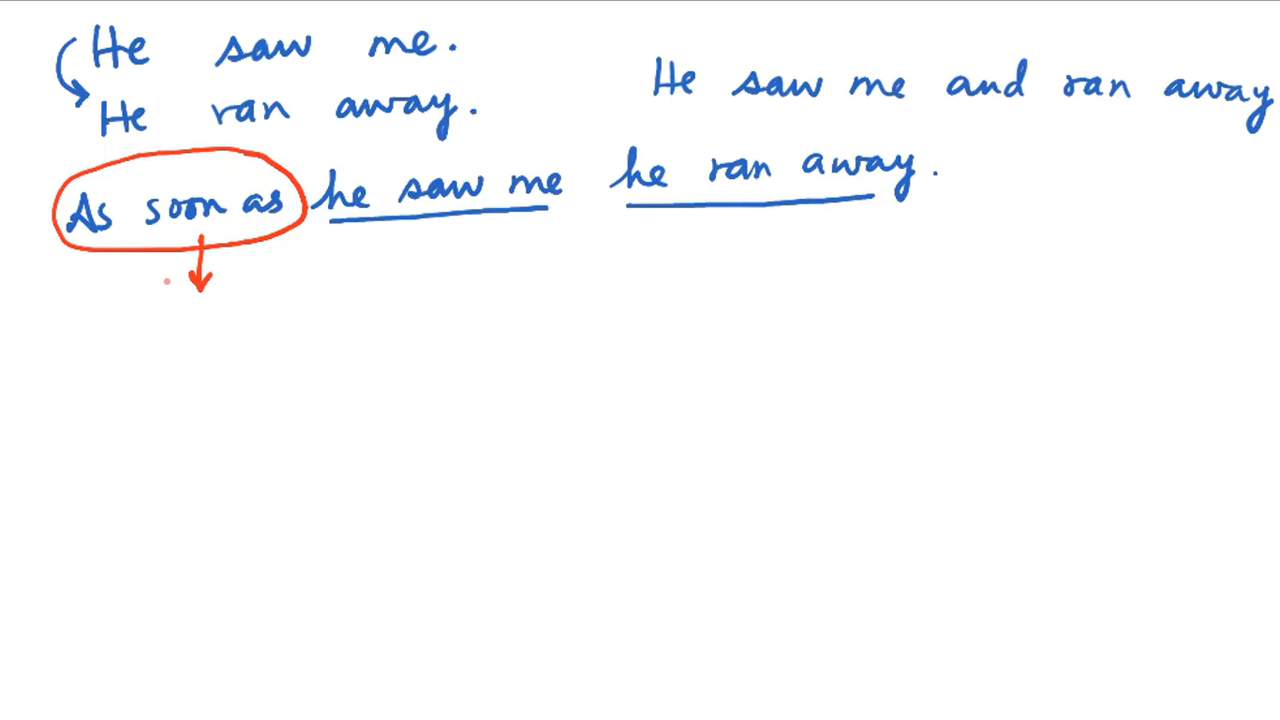 He saw me.
He ran away.
He saw me and ran away
As soon as he saw me he ran away.